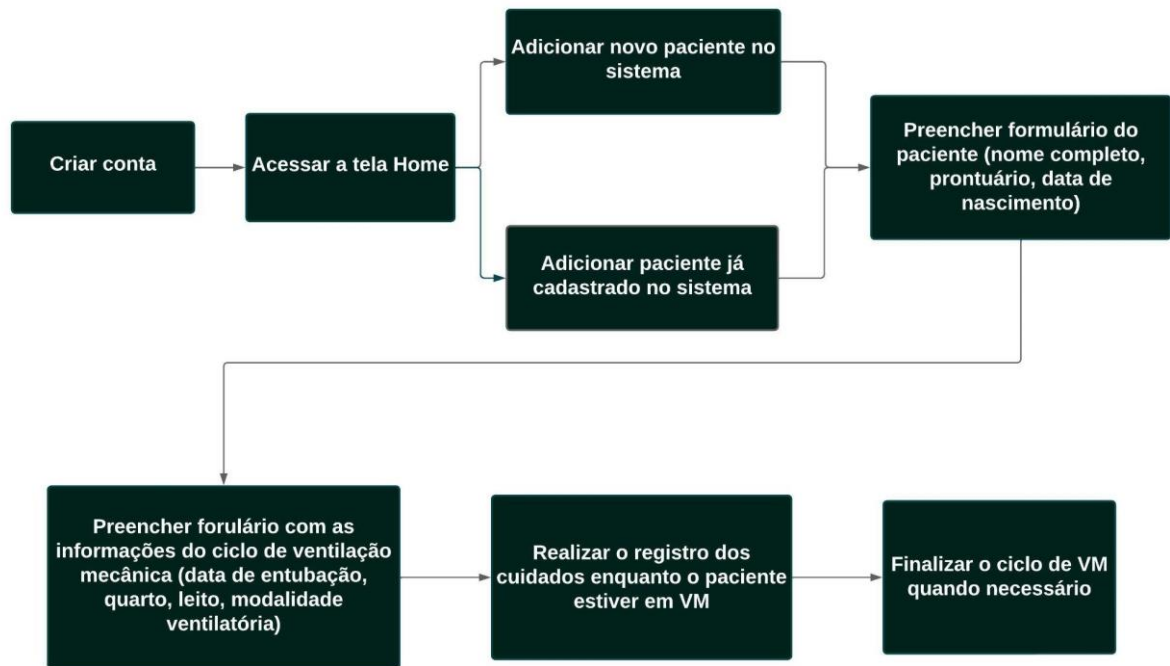 Criar conta
Acessar a tela Home
Adicionar novo paciente no
sistema
Adicionar paciente já
cadastrado no sistema
Preencher formulário do
paciente (nome completo,
prontuário, data de
nascimento)
Preencher forulário com as
informações do ciclo de ventilação
mecânica (data de entubação,
quarto, leito, modalidade
ventilatória)
Realizar o registro dos
cuidados enquanto o paciente
estiver em VM
Finalizar o ciclo de VM
quando necessário